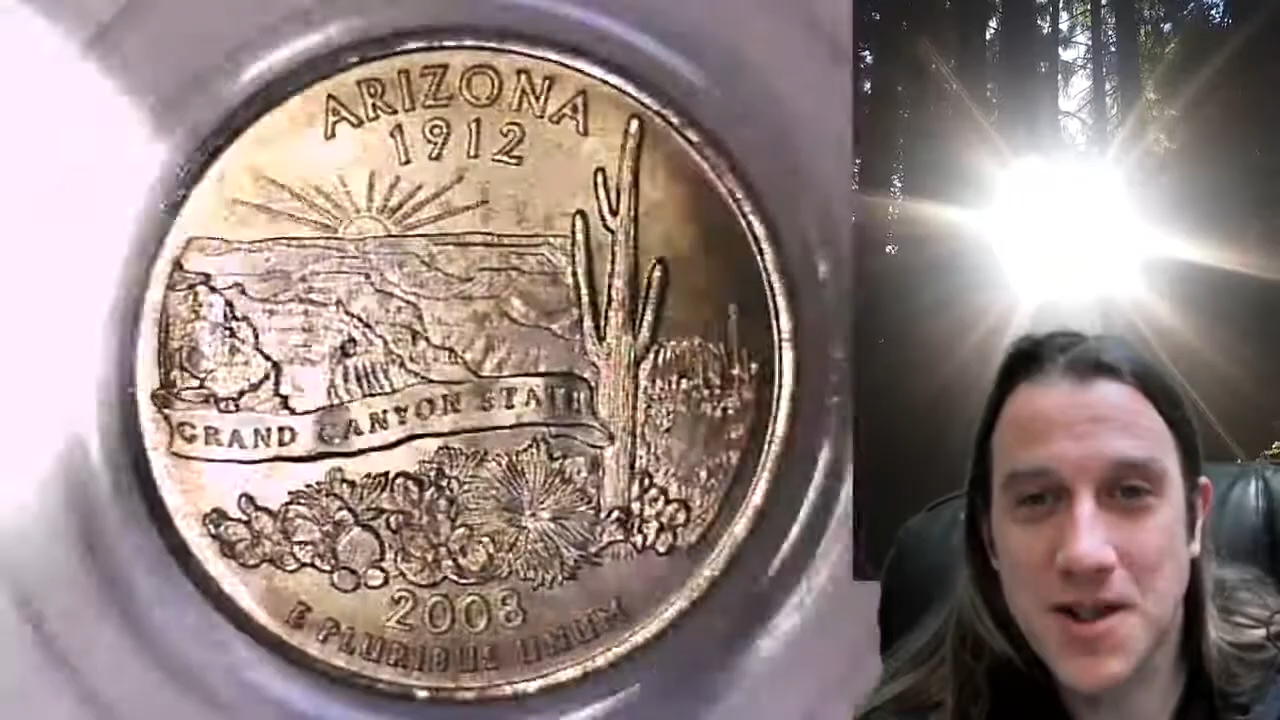 ARIZONA
1912
GRAND CANYON STATE
2008
E PLURIBUS UNUM